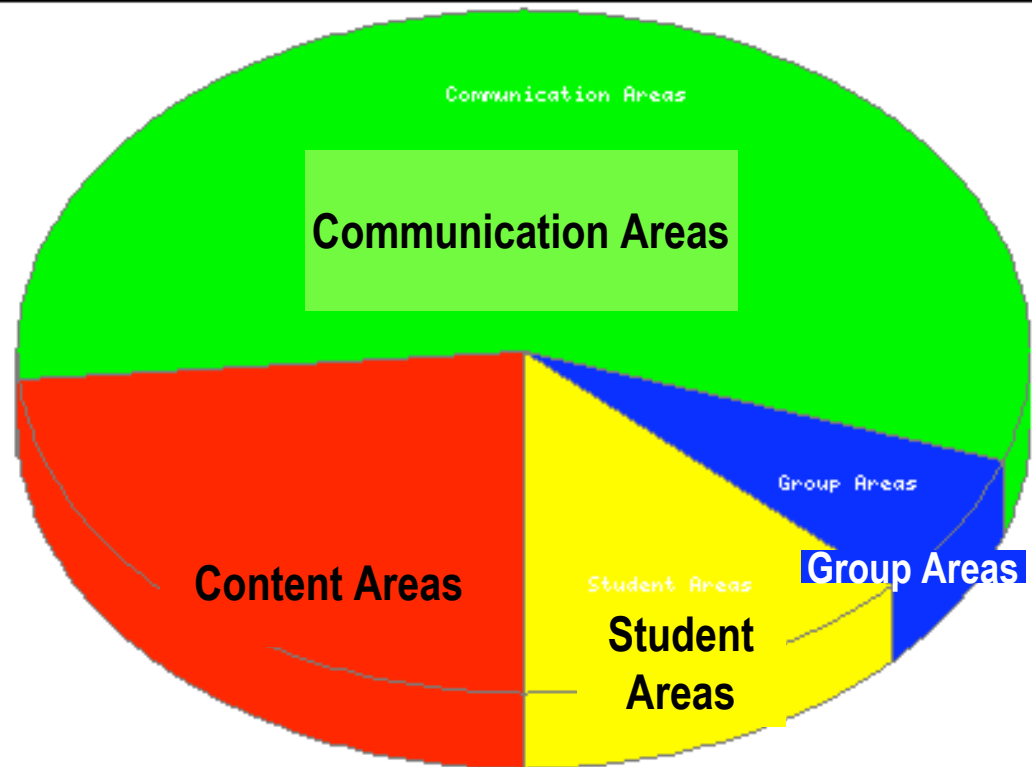 Communication Areas
Communication Areas
Group Areas
Group Areas
Content Areas
Student Areas
Student
Areas